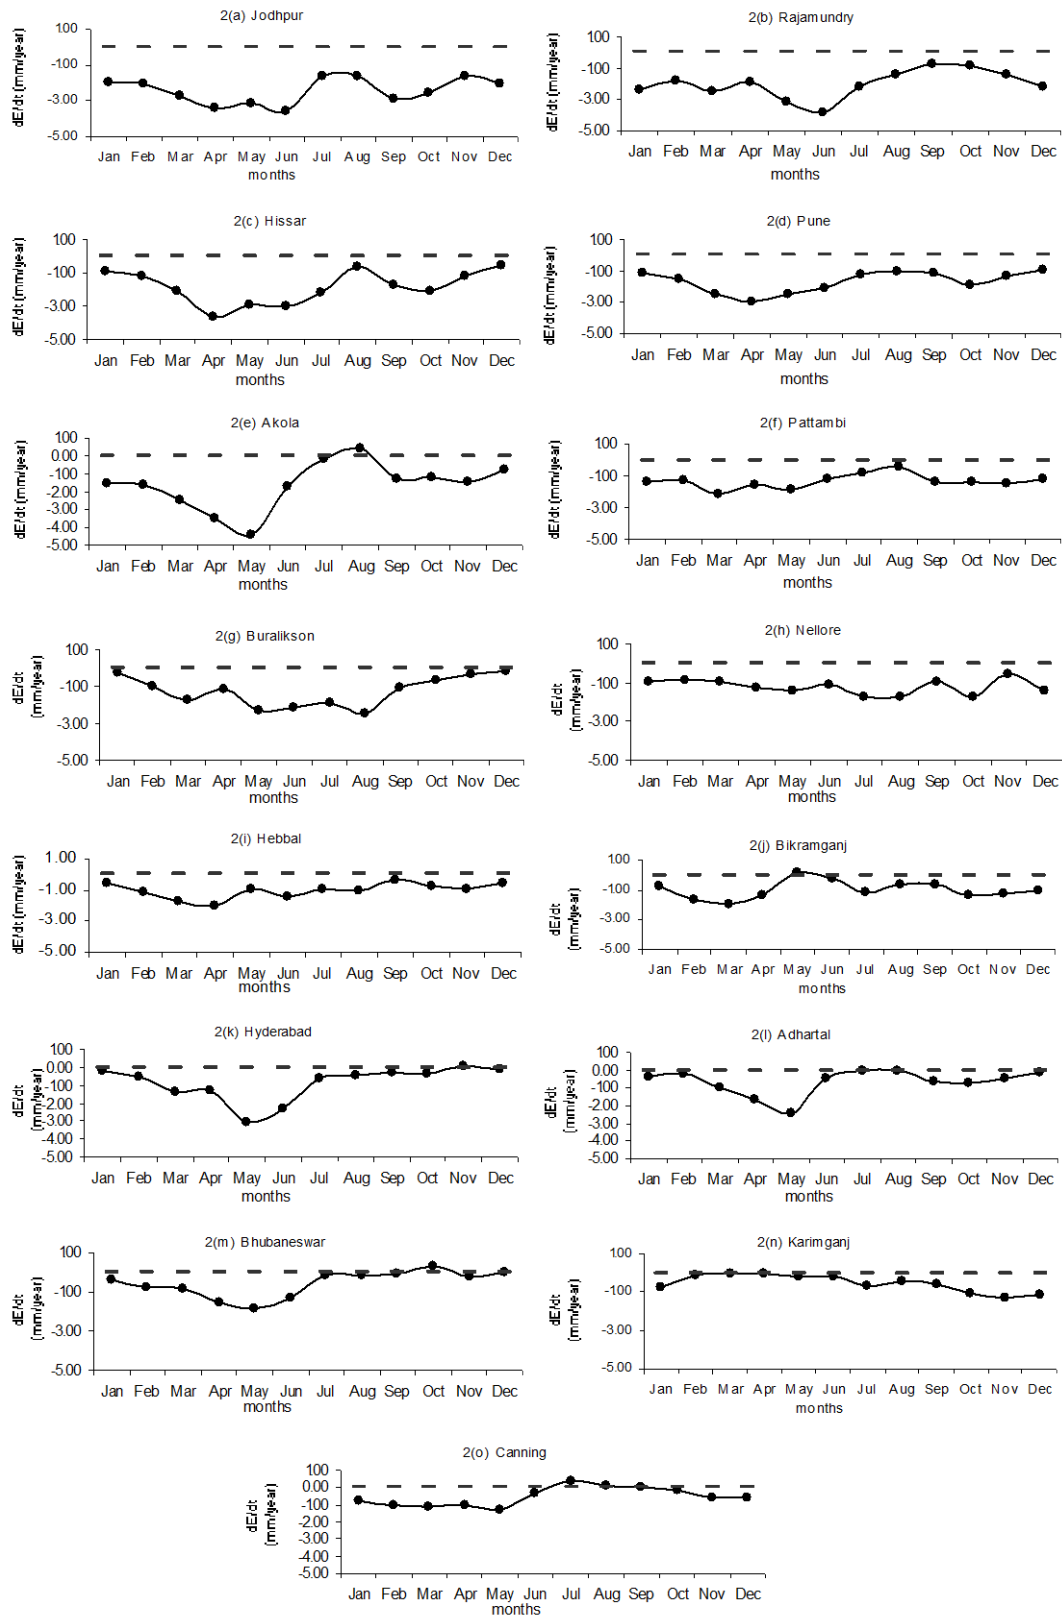 2(a) Jodhpur
dE/dt (mm/year)
100
-100
-3.00
-5.00
Jan Feb Mar Apr May Jun Jul Aug Sep Oct Nov Dec
months
2(b) Rajamundry
dE/dt (mm/year)
100
-100
-3.00
-5.00
Jan Feb Mar Apr May Jun Jul Aug Sep Oct Nov Dec
months
2(c) Hissar
dE/dt (mm/year)
100
-100
-3.00
-5.00
Jan Feb Mar Apr May Jun Jul Aug Sep Oct Nov Dec
months
2(d) Pune
dE/dt (mm/year)
100
-100
-3.00
-5.00
Jan Feb Mar Apr May Jun Jul Aug Sep Oct Nov Dec
months
2(e) Akola
dE/dt (mm/year)
100
0.00
-100
-2.00
-3.00
-4.00
-5.00
Jan Feb Mar Apr May Jun Jul Aug Sep Oct Nov Dec
months
2(f) Pattambi
dE/dt (mm/year)
100
-100
-3.00
-5.00
Jan Feb Mar Apr May Jun Jul Aug Sep Oct Nov Dec
months
2(g) Buralikson
dE/dt
(mm/year)
100
-100
-3.00
-5.00
Jan Feb Mar Apr May Jun Jul Aug Sep Oct Nov Dec
months
2(h) Nellore
dE/dt
(mm/year)
100
-100
-3.00
-5.00
Jan Feb Mar Apr May Jun Jul Aug Sep Oct Nov Dec
months
2(i) Hebbal
dE/dt (mm/year)
1.00
-1.00
-3.00
-5.00
Jan Feb Mar Apr May Jun Jul Aug Sep Oct Nov Dec
months
2(j) Bikramganj
dE/dt
(mm/year)
100
-100
-3.00
-5.00
Jan Feb Mar Apr May Jun Jul Aug Sep Oct Nov Dec
months
2(k) Hyderabad
dE/dt
(mm/year)
100
0.00
-100
-2.00
-3.00
-4.00
-5.00
Jan Feb Mar Apr May Jun Jul Aug Sep Oct Nov Dec
months
2(l) Adhartal
dE/dt
(mm/year)
100
0.00
-100
-2.00
-3.00
-4.00
-5.00
Jan Feb Mar Apr May Jun Jul Aug Sep Oct Nov Dec
months
2(m) Bhubaneswar
dE/dt
(mm/year)
100
-100
-3.00
-5.00
Jan Feb Mar Apr May Jun Jul Aug Sep Oct Nov Dec
months
2(n) Karimganj
dE/dt
(mm/year)
100
-100
-3.00
-5.00
Jan Feb Mar Apr May Jun Jul Aug Sep Oct Nov Dec
months
2(o) Canning
dE/dt
(mm/year)
100
0.00
-100
-2.00
-3.00
-4.00
-5.00
Jan Feb Mar Apr May Jun Jul Aug Sep Oct Nov Dec
months